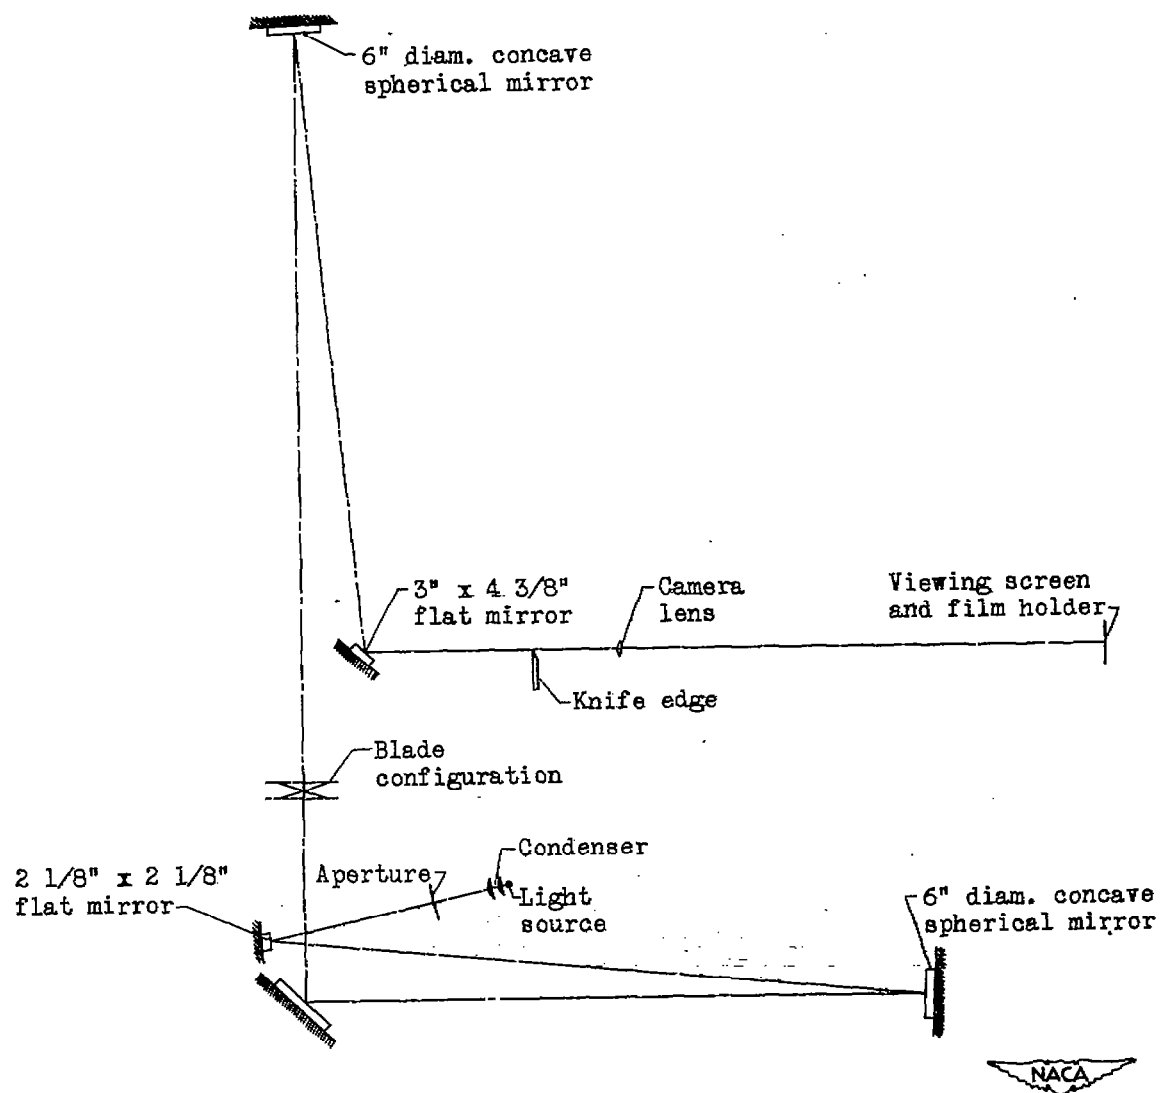 6" diam. concave
spherical mirror
3" x 4 3/8"
flat mirror
Camera
lens
Viewing screen
and film holder
Knife edge
Blade
configuration
Condenser
Aperture
Light
source
2 1/8" x 2 1/8"
flat mirror
6" diam. concave
spherical mirror
NACA